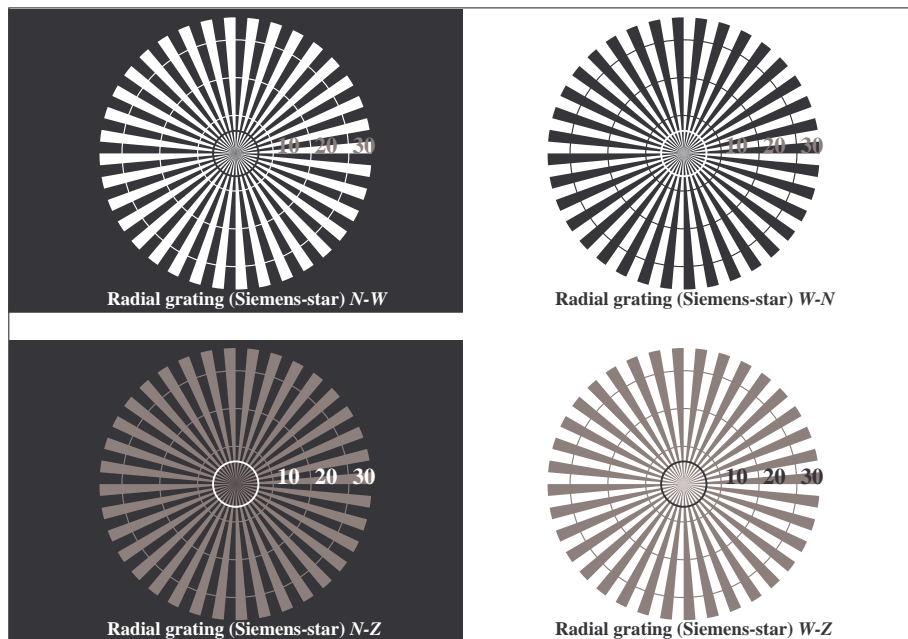 10 20 30
Radial grating (Siemens-star) N-W
10 20 30
Radial grating (Siemens-star) W-N
10 20 30
Radial grating (Siemens-star) N-Z
10 20 30
Radial grating (Siemens-star) W-Z